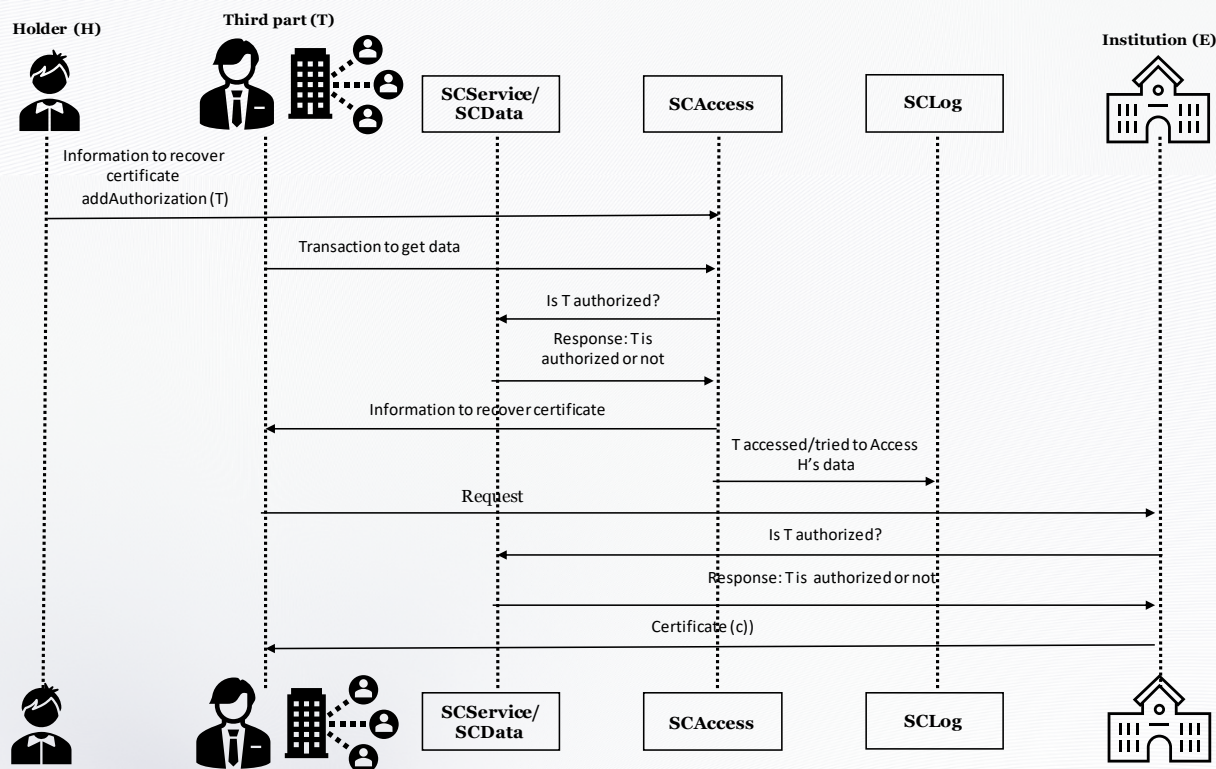 Holder (H)
Third part (T)
Institution (E)
SCService/
SCData
SCAccess
SCLog
Information to recover
certificate
addAuthorization (T)
Transaction to get data
Is T authorized?
Response: T is
authorized or not
Information to recover certificate
T accessed/tried to Access
H's data
Request
Is T authorized?
Response: T is authorized or not
Certificate (c))
SCService/
SCData
SCAccess
SCLog